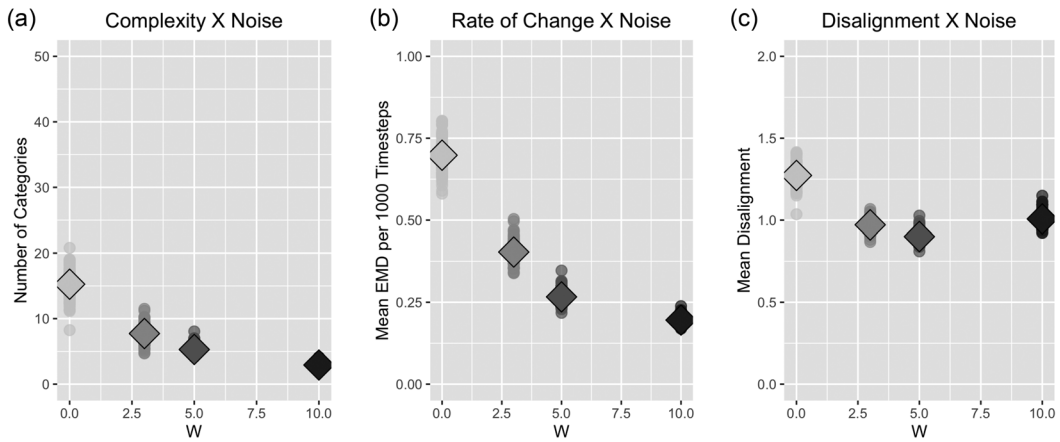 (a) Complexity X Noise
50
40
30
20
10
0
Number of Categories
0.0 2.5 5.0 7.5 10.0
W
(b) Rate of Change X Noise
1.00
0.75
0.50
0.25
0.00
Mean EMD per 1000 Timesteps
0.0 2.5 5.0 7.5 10.0
W
(c) Disalignment X Noise
2.0
1.5
1.0
0.5
0.0
Mean Disalignment
0.0 2.5 5.0 7.5 10.0
W